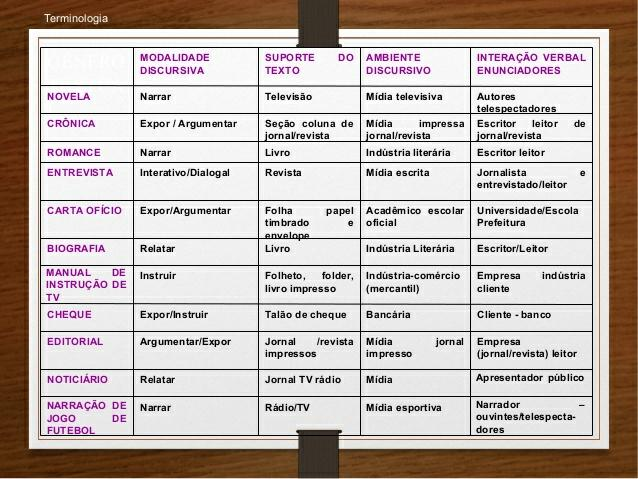 Terminologia
GÊNERO
MODALIDADE DISCURSIVA
SUPORTE DO TEXTO
AMBIENTE DISCURSIVO
INTERAÇÃO VERBAL ENUNCIADORES
NOVELA
Narrar
Televisão
Mídia televisiva
Autores telespectadores
CRÔNICA
Expor / Argumentar
Seção coluna de jornal/revista
Mídia impressa jornal/revista
Escritor leitor de jornal/revista
ROMANCE
Narrar
Livro
Indústria literária
Escritor leitor
ENTREVISTA
Interativo/Dialogal
Revista
Mídia escrita
Jornalista e entrevistado/leitor
CARTA OFÍCIO
Expor/Argumentar
Folha papel timbrado e envelope
Acadêmico escolar oficial
Universidade/Escola Prefeitura
BIOGRAFIA
Relatar
Livro
Indústria Literária
Escritor/Leitor
MANUAL DE INSTRUÇÃO DE TV
Instruir
Folheto, folder, livro impresso
Indústria-comércio (mercantil)
Empresa indústria cliente
CHEQUE
Expor/Instruir
Talão de cheque
Bancária
Cliente - banco
EDITORIAL
Argumentar/Expor
Jornal /revista impressos
Mídia jornal impresso
Empresa (jornal/revista) leitor
NOTICIÁRIO
Relatar
Jornal TV rádio
Mídia
Apresentador público
NARRAÇÃO DE JOGO DE FUTEBOL
Narrar
Rádio/TV
Mídia esportiva
Narrador – ouvintes/telespecta-dores